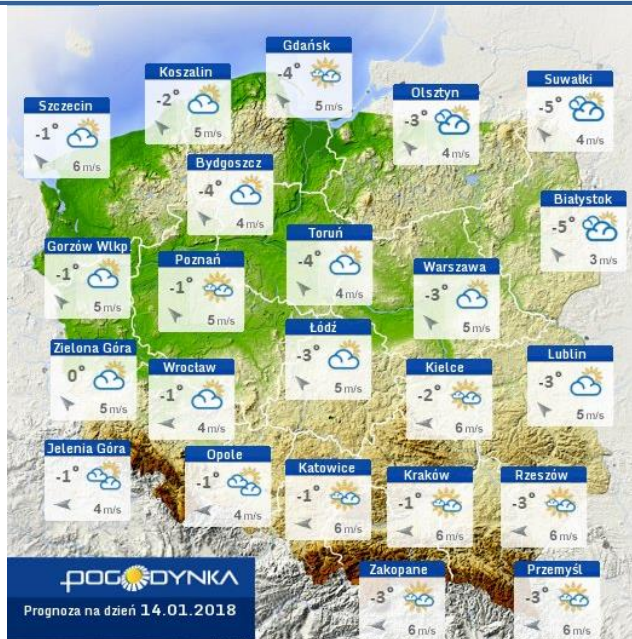 Gdańsk
-4°
5 m/s
Koszalin
-2°
5 m/s
Suwałki
-5°
4 m/s
Olsztyn
-3°
4 m/s
Szczecin
-1°
6 m/s
Bydgoszcz
-4°
4 m/s
Białystok
-5°
3 m/s
Toruń
-4°
4 m/s
Gorzów Wlkp
-1°
5 m/s
Poznań
-1°
5 m/s
Warszawa
-3°
5 m/s
Łódź
-3°
5 m/s
Zielona Góra
0°
5 m/s
Wrocław
-1°
4 m/s
Kielce
-2°
6 m/s
Lublin
-3°
5 m/s
Jelenia Góra
-1°
4 m/s
Opole
-1°
4 m/s
Katowice
-1°
6 m/s
Kraków
-1°
6 m/s
Rzeszów
-3°
6 m/s
Zakopane
-3°
6 m/s
Przemyśl
-3°
6 m/s
POGODYNKA
Prognoza na dzień 14.01.2018